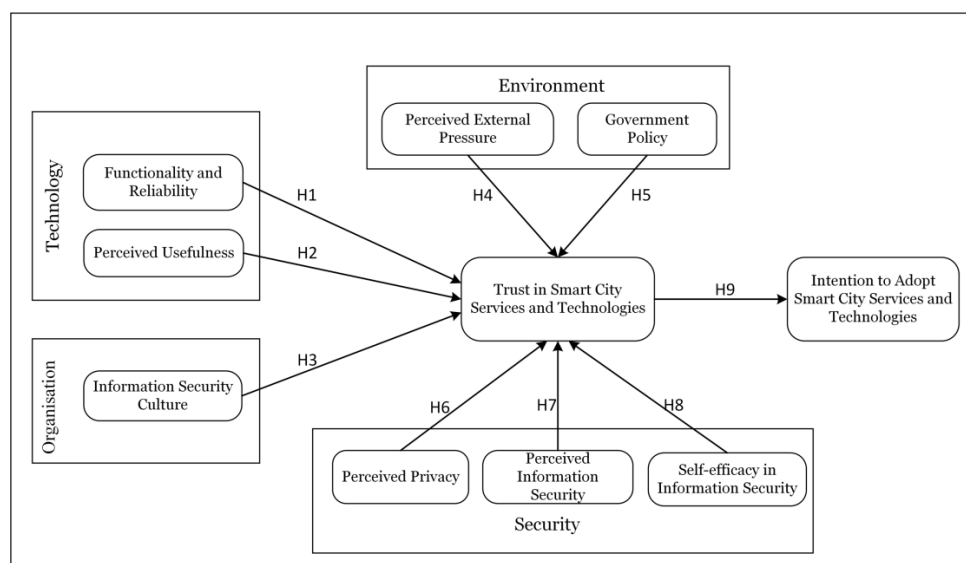 Technology
Functionality and
Reliability
Perceived Usefulness
H1
H2
Organisation
Information Security
Culture
H3
Environment
Perceived External
Pressure
Government
Policy
H4
H5
Trust in Smart City
Services and Technologies
H9
Intention to Adopt
Smart City Services and
Technologies
H6
H7
H8
Perceived Privacy
Perceived
Information
Security
Self-efficacy in
Information Security
Security